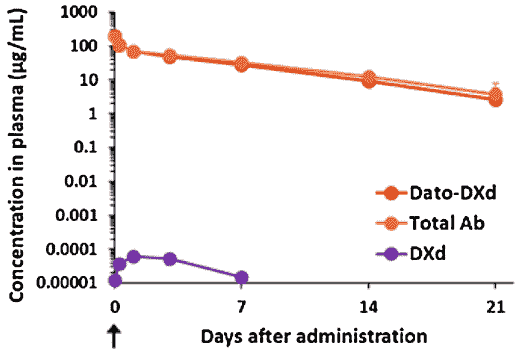 Concentration in plasma (µg/mL)
1000
100
10
1
0.1
0.01
0.001
0.0001
0.00001
Dato-DXd
Total Ab
DXd
0 7 14 21
Days after administration